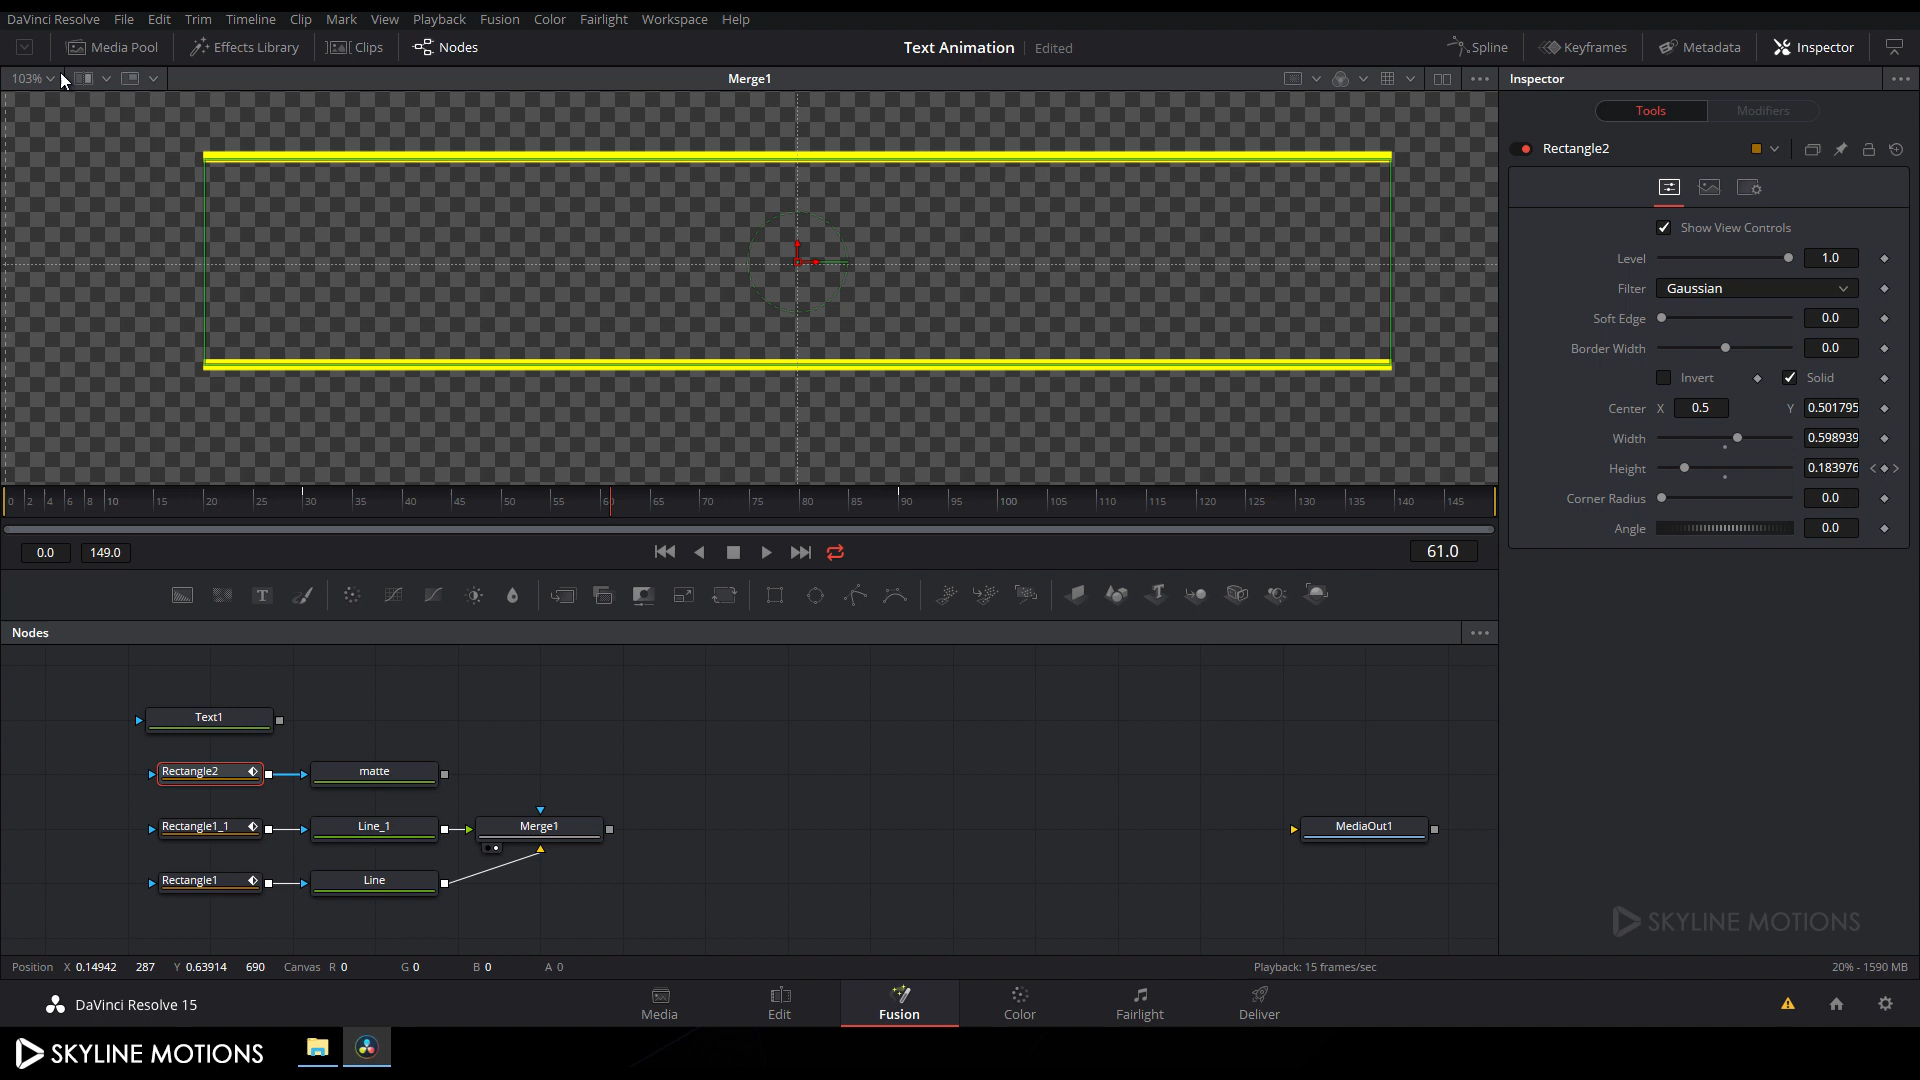 DaVinci Resolve File Edit Trim Timeline Clip Mark View Playback Fusion Color Fairlight Workspace Help
Media Pool Effects Library Clips Nodes Text Animation Edited Spline Keyframes Metadata Inspector
103% Merge1 Inspector
Tools Modifiers
Rectangle2
Show View Controls
Level 1.0
Filter Gaussian
Soft Edge 0.0
Border Width 0.0
Invert Solid
Center X 0.5 Y 0.501795
Width 0.598939
Height 0.183976
Corner Radius 0.0
Angle 0.0
0 2 4 6 8 10 15 20 25 30 35 40 45 50 55 60 65 70 75 80 85 90 95 100 105 110 115 120 125 130 135 140 145
0.0 149.0 61.0
Nodes
Text1
Rectangle2 matte
Rectangle1_1 Line_1 Merge1 MediaOut1
Rectangle1 Line
SKYLINE MOTIONS
Position X 0.14942 287 Y 0.63914 690 Canvas R 0 G 0 B 0 A 0 Playback: 15 frames/sec 20% - 1590 MB
DaVinci Resolve 15 Media Edit Fusion Color Fairlight Deliver
SKYLINE MOTIONS